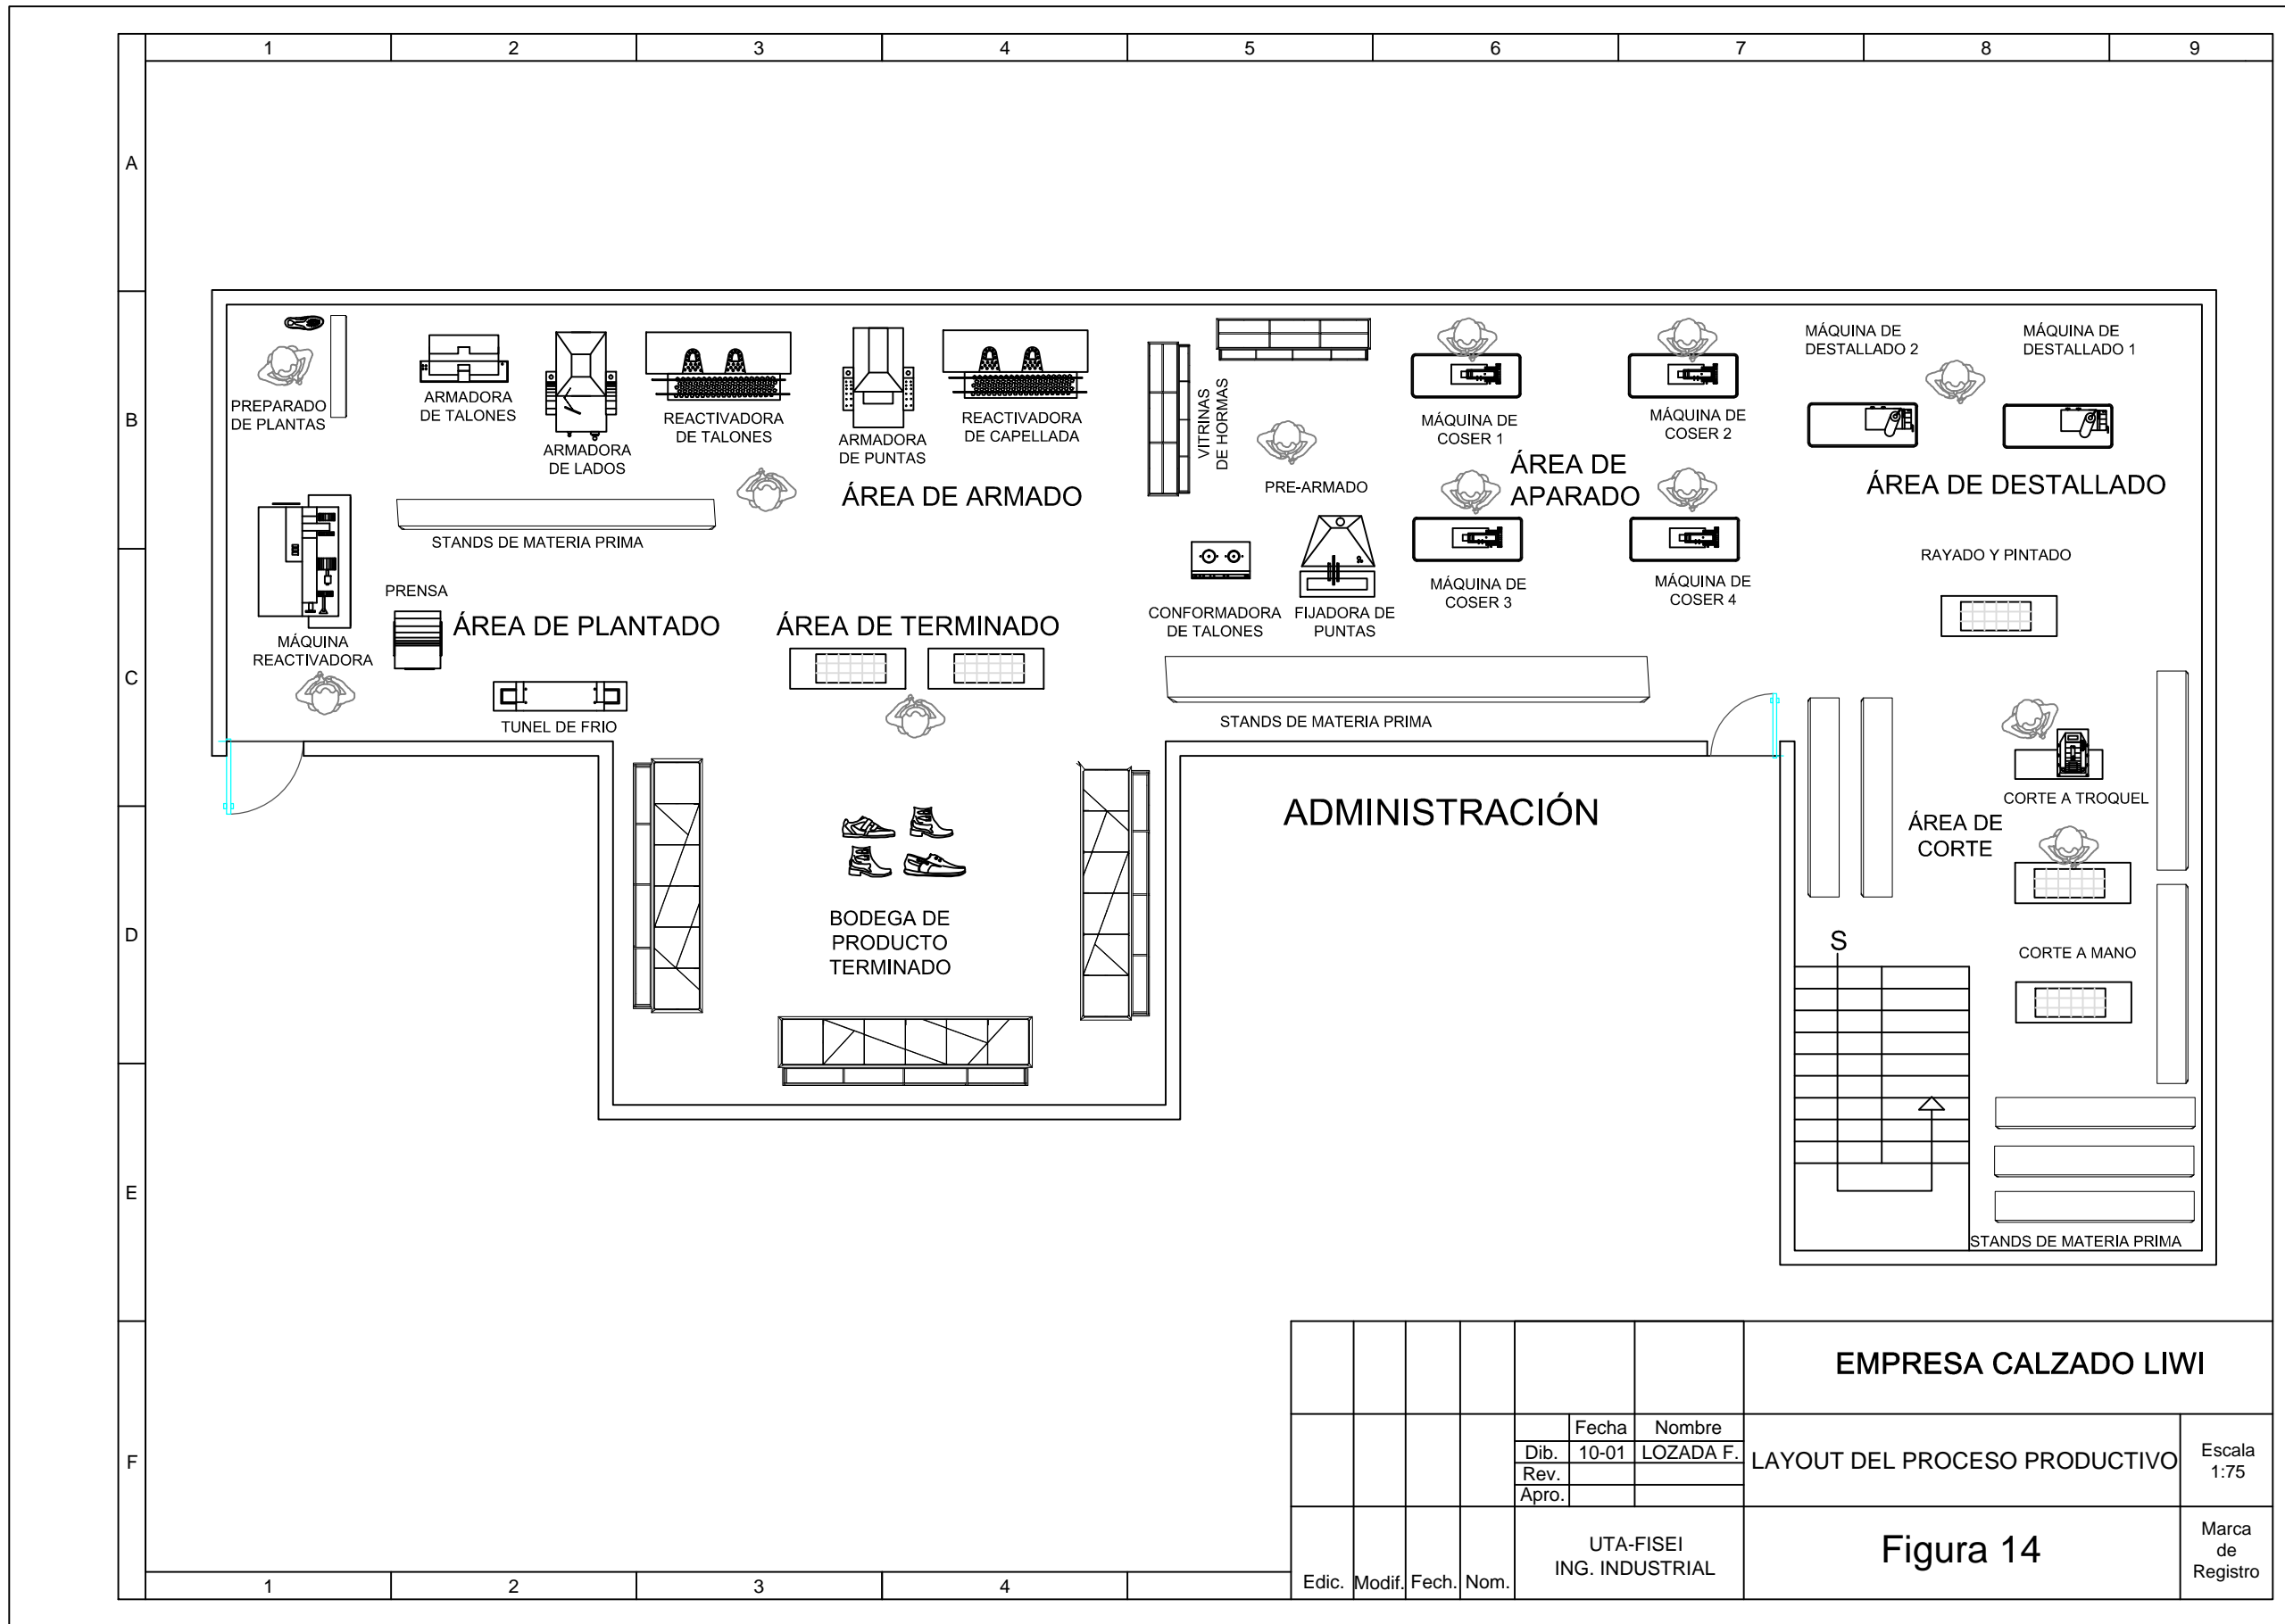 1 2 3 4 5 6 7 8 9
A
B
C
D
E
F
PREPARADO
DE PLANTAS
ARMADORA
DE TALONES
ARMADORA
DE LADOS
REACTIVADORA
DE TALONES
ARMADORA
DE PUNTAS
REACTIVADORA
DE CAPELLADA
VITRINAS
DE HORMAS
PRE-ARMADO
MÁQUINA DE
COSER 1
MÁQUINA DE
COSER 2
MÁQUINA DE
DESTALLADO 2
MÁQUINA DE
DESTALLADO 1
ÁREA DE ARMADO
ÁREA DE
APARADO
ÁREA DE DESTALLADO
STANDS DE MATERIA PRIMA
RAYADO Y PINTADO
PRENSA
MÁQUINA
REACTIVADORA
ÁREA DE PLANTADO
ÁREA DE TERMINADO
CONFORMADORA
DE TALONES
FIJADORA DE
PUNTAS
MÁQUINA DE
COSER 3
MÁQUINA DE
COSER 4
TUNEL DE FRIO
STANDS DE MATERIA PRIMA
ADMINISTRACIÓN
CORTE A TROQUEL
ÁREA DE
CORTE
BODEGA DE
PRODUCTO
TERMINADO
S
CORTE A MANO
STANDS DE MATERIA PRIMA
EMPRESA CALZADO LIWI
Fecha Nombre
Dib. 10-01 LOZADA F.
Rev.
Apro.
LAYOUT DEL PROCESO PRODUCTIVO
Escala
1:75
Edic. Modif. Fech. Nom.
UTA-FISEI
ING. INDUSTRIAL
Figura 14
Marca
de
Registro
1 2 3 4